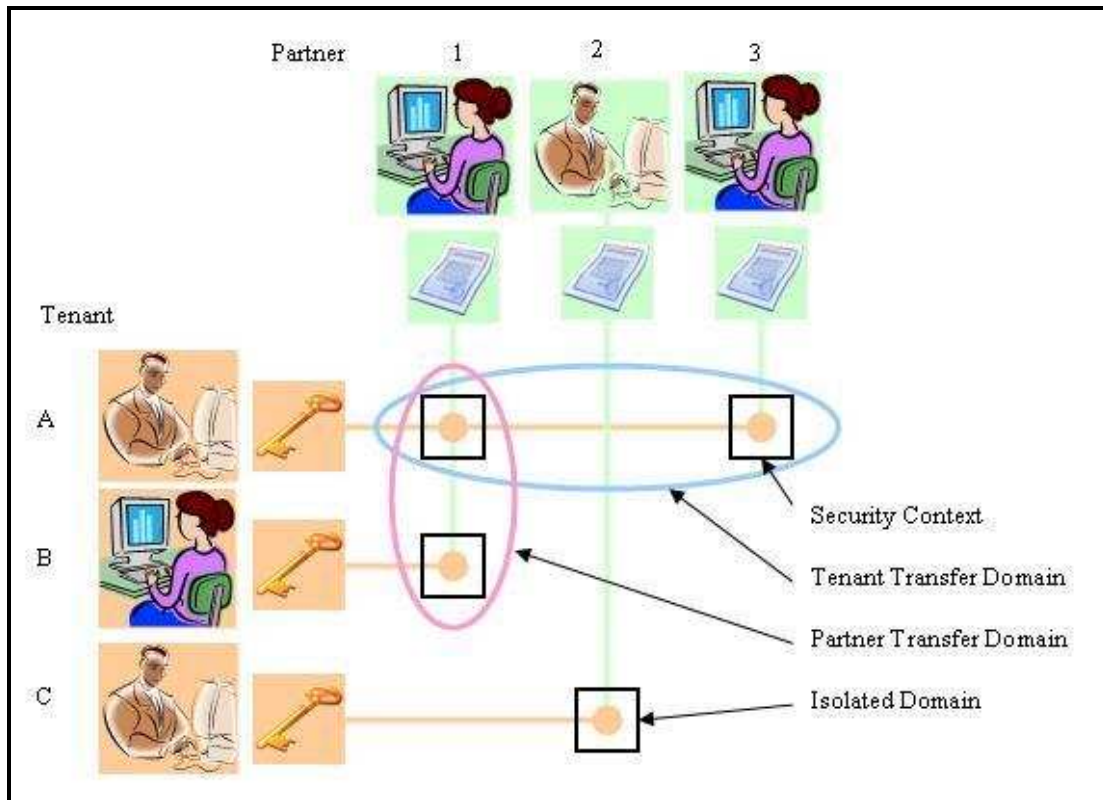 Partner 1 2 3
Tenant
A
Security Context
B
Tenant Transfer Domain
Partner Transfer Domain
C
Isolated Domain